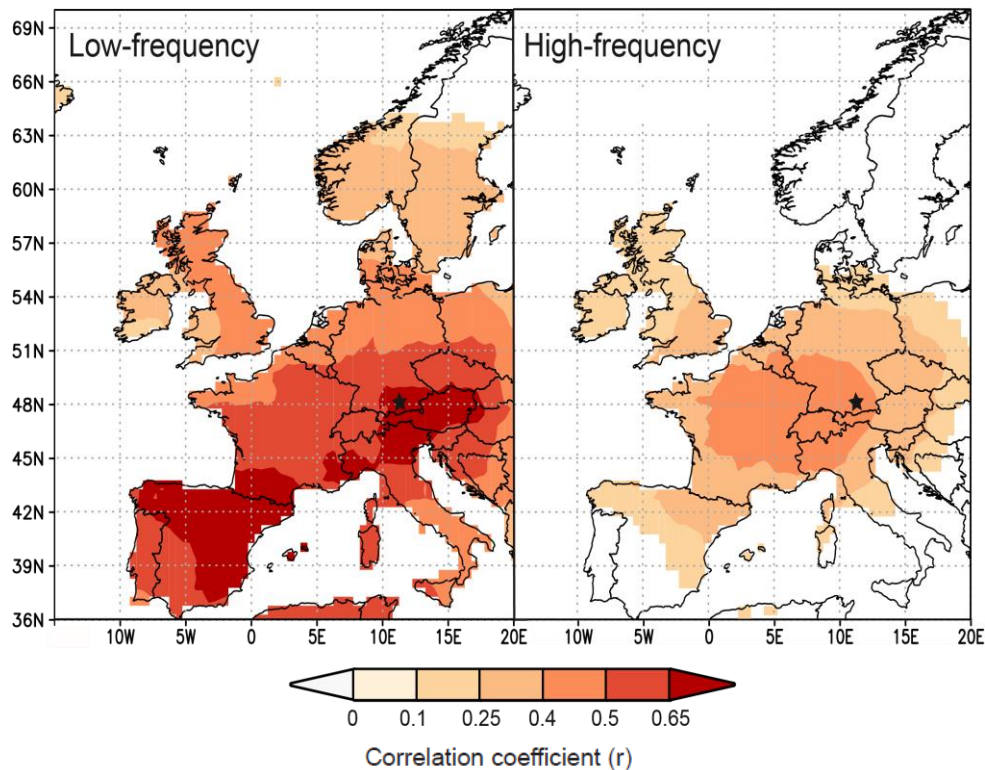 Low-frequency High-frequency
69N
66N
63N
60N
57N
54N
51N
48N
45N
42N
39N
36N
10W 5W 0 5E 10E 15E 20E 10W 5W 0 5E 10E 15E 20E
0 0.1 0.25 0.4 0.5 0.65
Correlation coefficient (r)